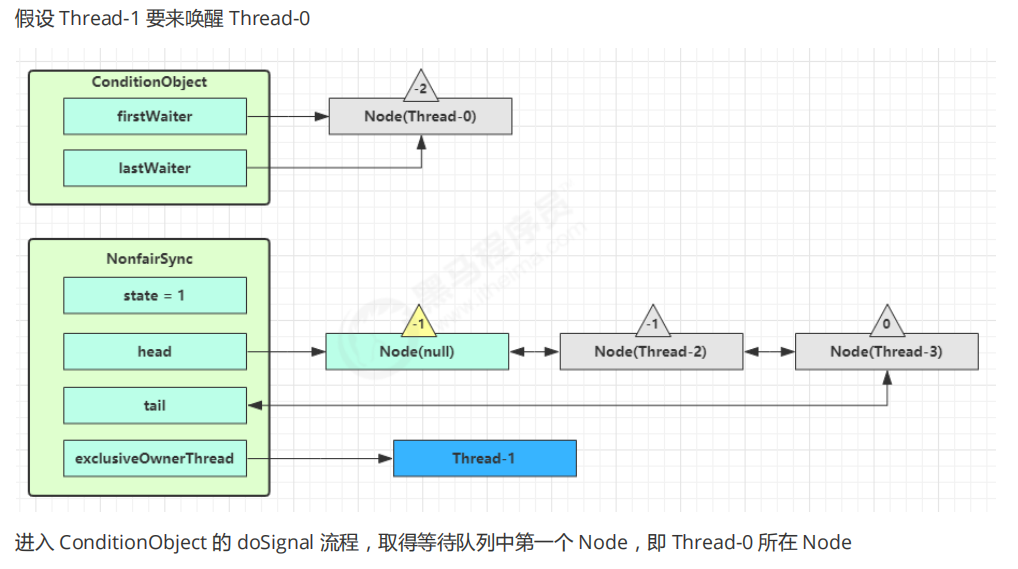 假设 Thread-1 要来唤醒 Thread-0
ConditionObject
firstWaiter
lastWaiter
-2
Node(Thread-0)
NonfairSync
state = 1
head
tail
exclusiveOwnerThread
-1
Node(null)
-1
Node(Thread-2)
0
Node(Thread-3)
Thread-1
黑马程序员
www.itheima.com
进入 ConditionObject 的 doSignal 流程，取得等待队列中第一个 Node，即 Thread-0 所在 Node